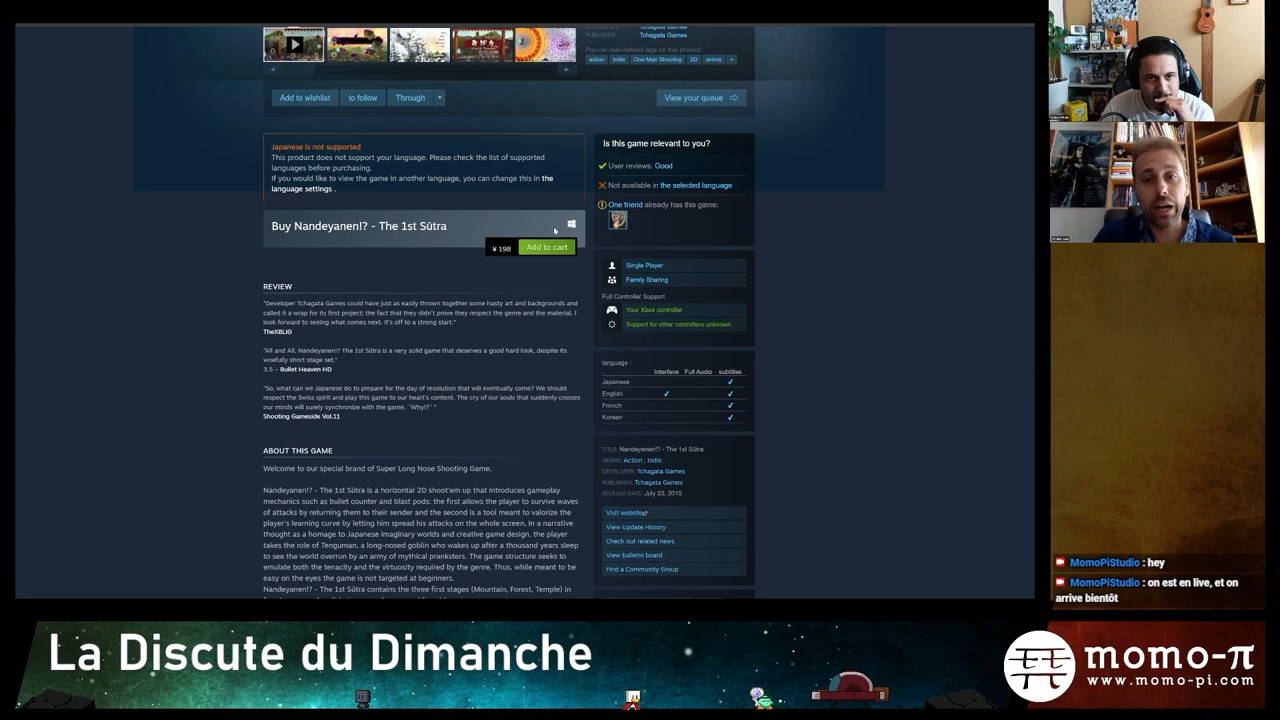 Tchagata Games
PUBLISHER: Tchagata Games
Popular user-defined tags for this product:
action Indie One-Man Shooting 2D anime +
Add to wishlist to follow Through View your queue
Japanese is not supported
This product does not support your language. Please check the list of supported
languages before purchasing.
If you would like to view the game in another language, you can change this in the
language settings .
Buy Nandeyanen!? - The 1st Sûtra
¥ 198 Add to cart
REVIEW
"Developer Tchagata Games could have just as easily thrown together some hasty art and backgrounds and
called it a wrap for its first project; the fact that they didn't prove they respect the genre and the material, I
look forward to seeing what comes next. It's off to a strong start."
TheXBLIG
"All and All, Nandeyanen!? The 1st Sûtra is a very solid game that deserves a good hard look, despite its
woefully short stage set."
3.5 – Bullet Heaven HD
"So, what can we Japanese do to prepare for the day of resolution that will eventually come? We should
respect the Swiss spirit and play this game to our heart's content. The cry of our souls that suddenly crosses
our minds will surely synchronize with the game. ``Why!?'' "
Shooting Gameside Vol.11
ABOUT THIS GAME
Welcome to our special brand of Super Long Nose Shooting Game.
Nandeyanen!? - The 1st Sûtra is a horizontal 2D shoot'em up that introduces gameplay
mechanics such as bullet counter and blast pods: the first allows the player to survive waves
of attacks by returning them to their sender and the second is a tool meant to valorize the
player's learning curve by letting him spread his attacks on the whole screen. In a narrative
thought as a homage to Japanese imaginary worlds and creative game design, the player
takes the role of Tenguman, a long-nosed goblin who wakes up after a thousand years sleep
to see the world overrun by an army of mythical pranksters. The game structure seeks to
emulate both the tenacity and the virtuosity required by the genre. Thus, while meant to be
easy on the eyes the game is not targeted at beginners.
Nandeyanen!? - The 1st Sûtra contains the three first stages (Mountain, Forest, Temple) in
Is this game relevant to you?
User reviews: Good
Not available in the selected language
One friend already has this game:
Single Player
Family Sharing
Full Controller Support
Your Xbox controller
Support for other controllers unknown
language :
Interface Full Audio subtitles
Japanese ✔
English ✔ ✔
French ✔
Korean ✔
TITLE: Nandeyanen!? - The 1st Sûtra
GENRE: Action , Indie
DEVELOPER: Tchagata Games
PUBLISHER: Tchagata Games
RELEASE DATE: July 23, 2015
Visit website
View Update History
Check out related news
View bulletin board
Find a Community Group
MomoPiStudio : hey
MomoPiStudio : on est en live, et on
arrive bientôt
La Discute du Dimanche
momo-π
www.momo-pi.com